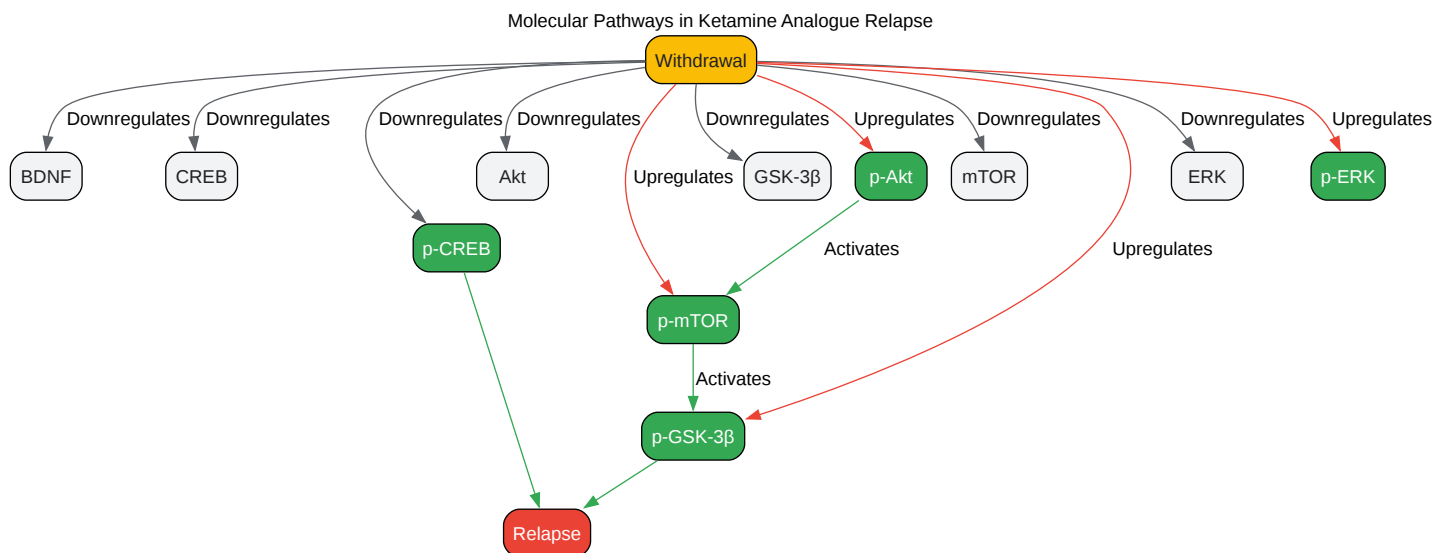 Molecular Pathways in Ketamine Analogue Relapse
Withdrawal
Downregulates
Downregulates
Downregulates
Downregulates
Downregulates
Upregulates
Downregulates
Downregulates
Upregulates
BDNF
CREB
Akt
Upregulates
GSK-3β
p-Akt
mTOR
ERK
p-ERK
p-CREB
Activates
Upregulates
p-mTOR
Activates
p-GSK-3β
Relapse